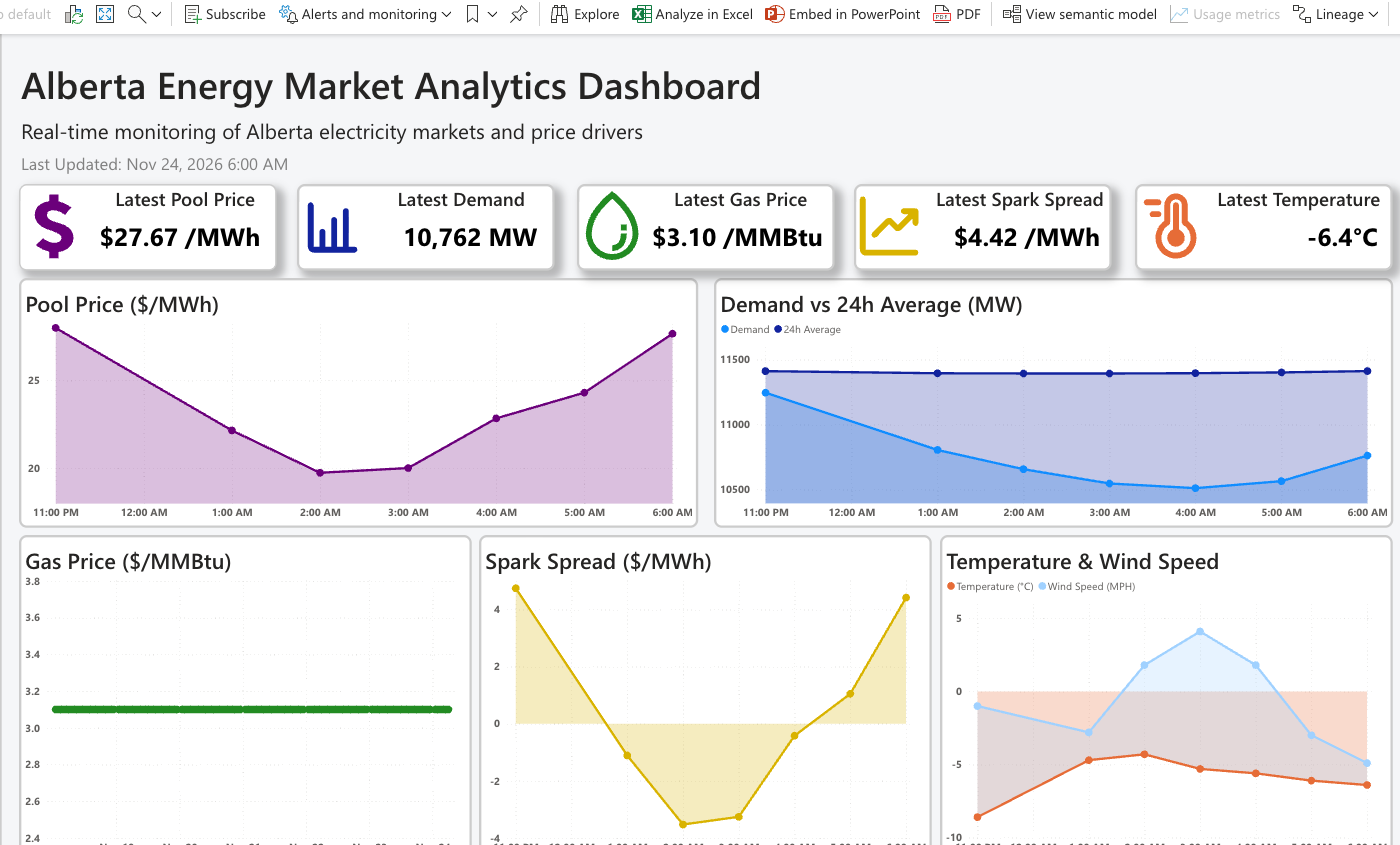 default
Subscribe
Alerts and monitoring
Explore
Analyze in Excel
Embed in PowerPoint
PDF
View semantic model
Usage metrics
Lineage
Alberta Energy Market Analytics Dashboard
Real-time monitoring of Alberta electricity markets and price drivers
Last Updated: Nov 24, 2026 6:00 AM
Latest Pool Price
$27.67 /MWh
Latest Demand
10,762 MW
Latest Gas Price
$3.10 /MMBtu
Latest Spark Spread
$4.42 /MWh
Latest Temperature
-6.4°C
Pool Price ($/MWh)
25
20
11:00 PM 12:00 AM 1:00 AM 2:00 AM 3:00 AM 4:00 AM 5:00 AM 6:00 AM
Demand vs 24h Average (MW)
Demand 24h Average
11500
11000
10500
11:00 PM 12:00 AM 1:00 AM 2:00 AM 3:00 AM 4:00 AM 5:00 AM 6:00 AM
Gas Price ($/MMBtu)
3.8
3.6
3.4
3.2
3.0
2.8
2.6
2.4
Spark Spread ($/MWh)
4
2
0
-2
-4
Temperature & Wind Speed
Temperature (°C) Wind Speed (MPH)
5
0
-5
-10